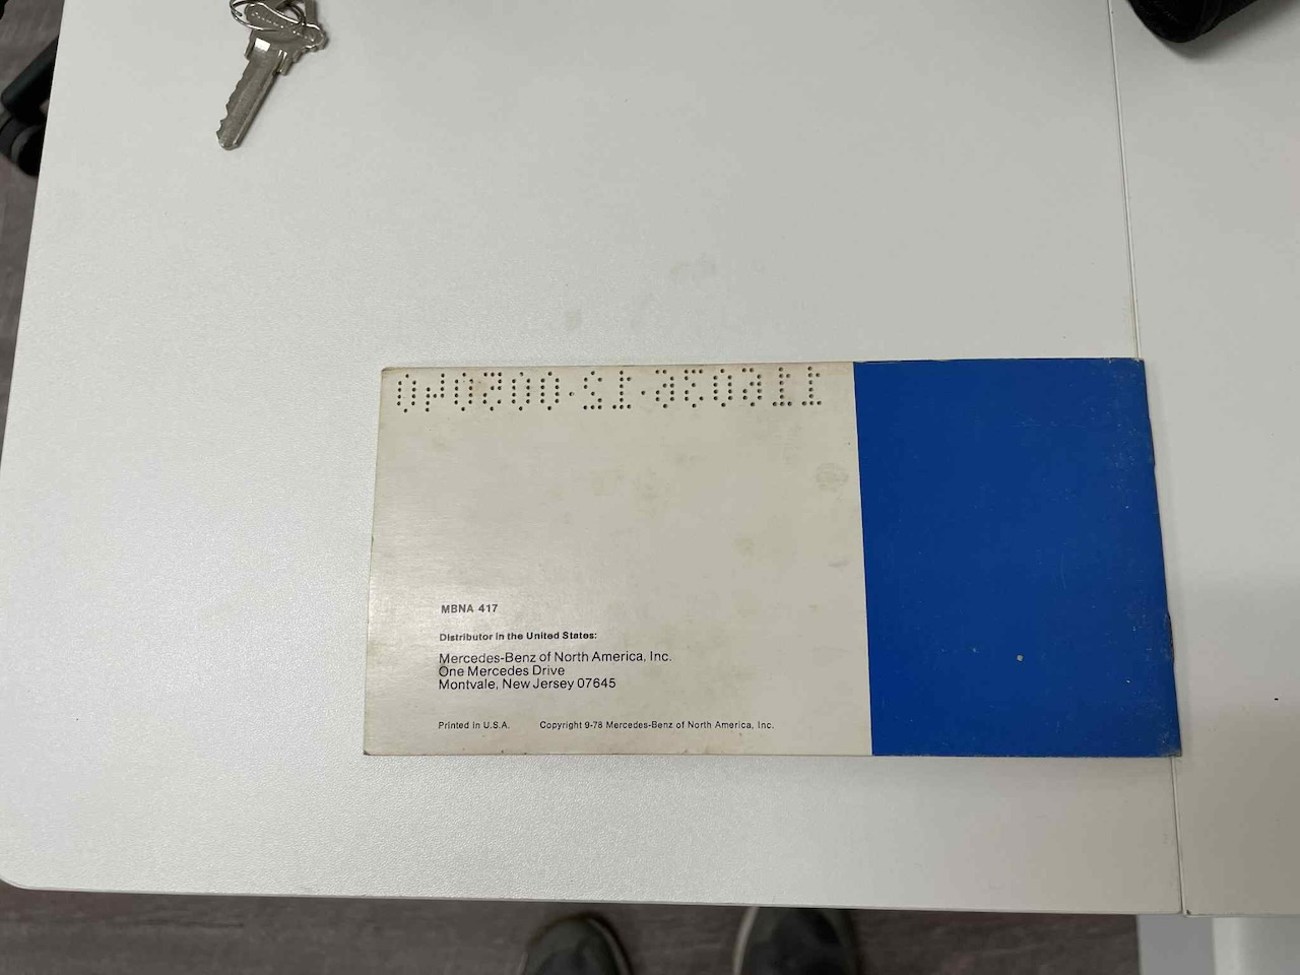 MBNA 417
Distributor in the United States:
Mercedes-Benz of North America, Inc.
One Mercedes Drive
Montvale, New Jersey 07645
Printed in U.S.A. Copyright 9-78 Mercedes-Benz of North America, Inc.